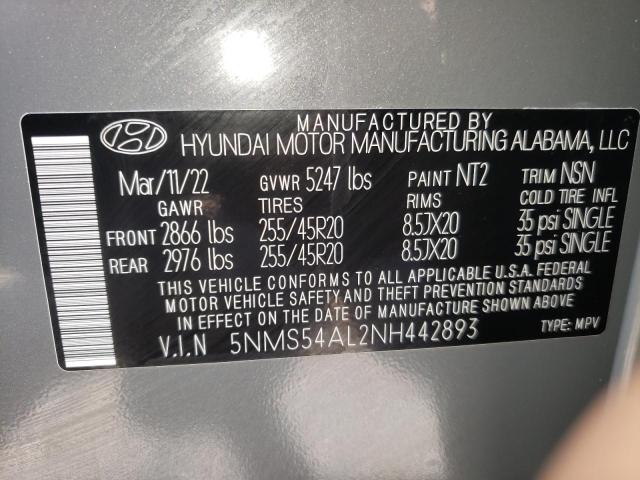 MANUFACTURED BY
HYUNDAI MOTOR MANUFACTURING ALABAMA, LLC
Mar/11/22 GVWR 5247 lbs PAINT NT2 TRIM NSN
GAWR TIRES RIMS COLD TIRE INFL
FRONT 2866 lbs 255/45R20 8.5JX20 35 psi SINGLE
REAR 2976 lbs 255/45R20 8.5JX20 35 psi SINGLE
THIS VEHICLE CONFORMS TO ALL APPLICABLE U.S.A. FEDERAL
MOTOR VEHICLE SAFETY AND THEFT PREVENTION STANDARDS
IN EFFECT ON THE DATE OF MANUFACTURE SHOWN ABOVE
V.I.N 5NMS54AL2NH442893 TYPE: MPV